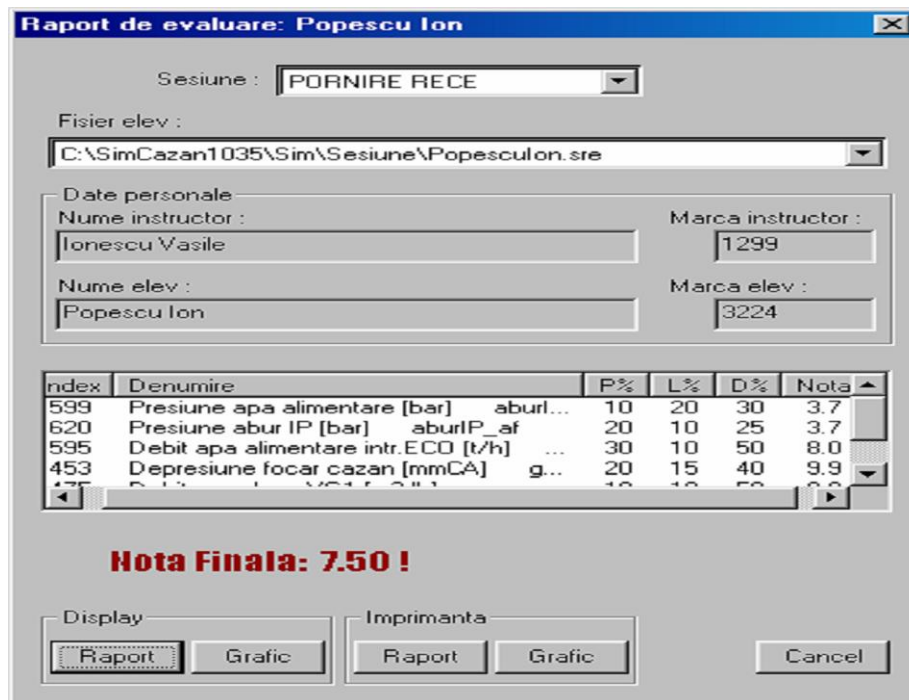 Raport de evaluare: Popescu Ion
Sesiune : PORNIRE RECE
Fisier elev :
C:\SimCazan1035\Sim\Sesiune\PopescuIon.sre
Date personale
Nume instructor : Marca instructor :
Ionescu Vasile 1299
Nume elev : Marca elev :
Popescu Ion 3224
ndex Denumire P% L% D% Nota
599 Presiune apa alimentare [bar] aburI... 10 20 30 3.7
620 Presiune abur IP [bar] aburIP_af 20 10 25 3.7
595 Debit apa alimentare intr.ECO [t/h] ... 30 10 50 8.0
453 Depresiune focar cazan [mmCA] g... 20 15 40 9.9
Nota Finala: 7.50 !
Display Imprimanta
Raport Grafic Raport Grafic Cancel